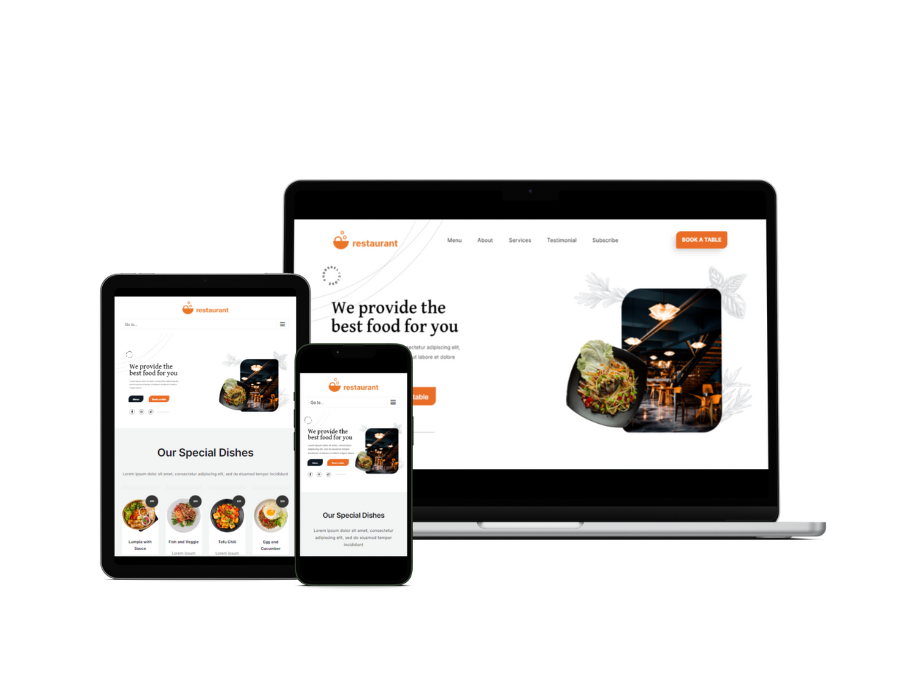 restaurant
Menu About Services Testimonial Subscribe
BOOK A TABLE
We provide the
best food for you
adipiscing elit,
ut labore et dolore
table
restaurant
Go to...
We provide the
best food for you
Our Special Dishes
Lorem ipsum dolor sit amet, consectetur adipiscing elit, sed do eiusmod tempor incididunt
Lumpia with
Sauce
Fish and Veggie
Lorem ipsum
Tofu Chili
Lorem ipsum
Egg and
Cucumber
restaurant
Go to...
We provide the
best food for you
Our Special Dishes
Lorem ipsum dolor sit amet, consectetur
adipiscing elit, sed do eiusmod tempor
incididunt